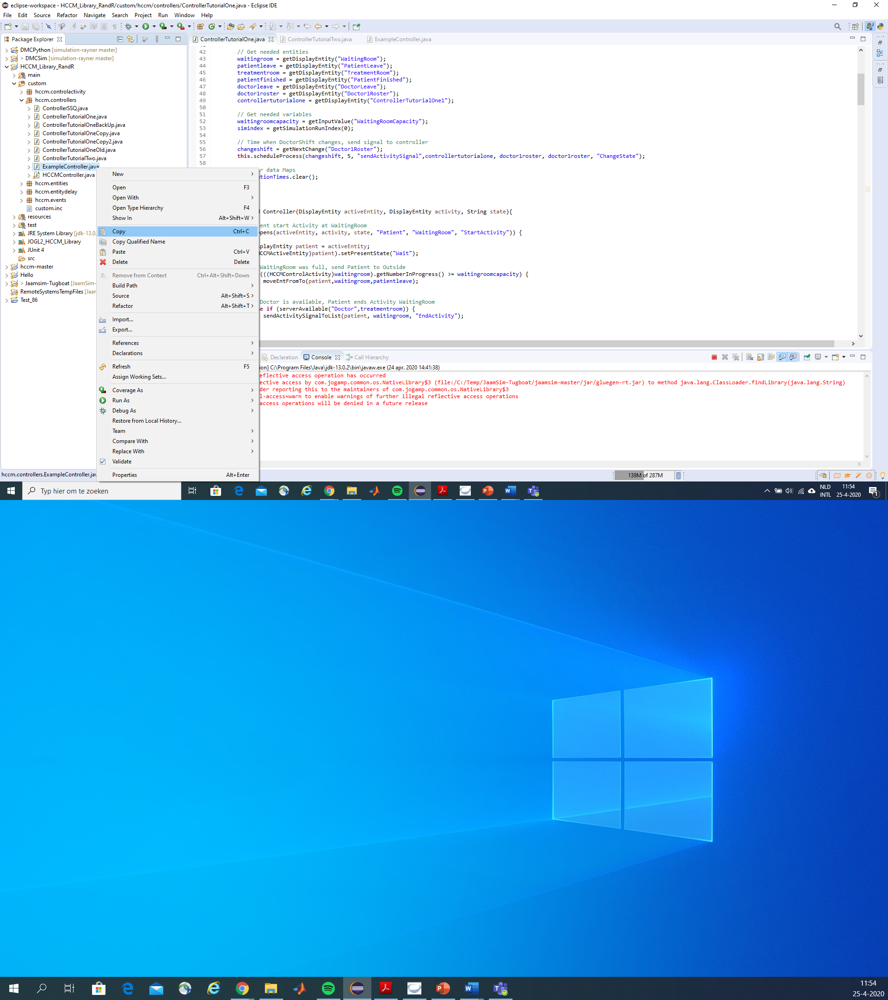 eclipse-workspace - HCCM_Library_RandR/custom/hccm/controllers/ControllerTutorialOne.java - Eclipse IDE
File Edit Source Refactor Navigate Search Project Run Window Help
Package Explorer
DMCPython [simulation-rayner master]
> DMCSim [simulation-rayner master]
HCCM_Library_RandR
main
custom
hccm.controlactivity
hccm.controllers
ControllerSSQ.java
ControllerTutorialOne.java
ControllerTutorialOneBackUp.java
ControllerTutorialOneCopy.java
ControllerTutorialOneCopy2.java
ControllerTutorialOneOld.java
ControllerTutorialTwo.java
ExampleController.java
HCCMController.java
hccm.entities
hccm.entitydelay
hccm.events
custom.inc
resources
test
JRE System Library [jdk-13.0.
JOGL2_HCCM_Library
JUnit 4
src
hccm-master
Hello
> Jaamsim-Tugboat [JaamSim-
RemoteSystemsTempFiles [Jaar
Test_86
New
Open F3
Open With
Open Type Hierarchy F4
Show In Alt+Shift+W
Copy Ctrl+C
Copy Qualified Name
Paste Ctrl+V
Delete Delete
Remove from Context Ctrl+Alt+Shift+Down
Build Path
Source Alt+Shift+S
Refactor Alt+Shift+T
Import...
Export...
References
Declarations
Refresh F5
Assign Working Sets...
Coverage As
Run As
Debug As
Restore from Local History...
Team
Compare With
Replace With
Validate
Properties Alt+Enter
ControllerTutorialOne.java ControllerTutorialTwo.java ExampleController.java
42 // Get needed entities
43 waitingroom = getDisplayEntity("WaitingRoom");
44 patientleave = getDisplayEntity("PatientLeave");
45 treatmentroom = getDisplayEntity("TreatmentRoom");
46 patientfinished = getDisplayEntity("PatientFinished");
47 doctorleave = getDisplayEntity("DoctorLeave");
48 doctor1roster = getDisplayEntity("Doctor1Roster");
49 controllertutorialone = getDisplayEntity("ControllerTutorialOne1");
50
51 // Get needed variables
52 waitingroomcapacity = getInputValue("WaitingRoomCapacity");
53 simindex = getSimulationRunIndex(0);
54
55 // Time when DoctorShift changes, send signal to controller
56 changeshift = getNextChange("Doctor1Roster");
57 this.scheduleProcess(changeshift, 5, "sendActivitySignal",controllertutorialone, doctor1roster, doctor1roster, "ChangeState");
58
ar data Maps
tionTimes.clear();
Controller(DisplayEntity activeEntity, DisplayEntity activity, String state){
ent start Activity at WaitingRoom
pens(activeEntity, activity, state, "Patient", "WaitingRoom", "StartActivity")) {
splayEntity patient = activeEntity;
HCCMActiveEntity)patient).setPresentState("Wait");
WaitingRoom was full, send Patient to Outside
(((HCCMControlActivity)waitingroom).getNumberInProgress() >= waitingroomcapacity) {
moveEntFromTo(patient,waitingroom,patientleave);
Doctor is available, Patient ends Activity WaitingRoom
se if (serverAvailable("Doctor",treatmentroom)) {
sendActivitySignalToList(patient, waitingroom, "EndActivity");
Declaration Console Call Hierarchy
ion] C:\Program Files\Java\jdk-13.0.2\bin\javaw.exe (24 apr. 2020 14:41:38)
eflective access operation has occurred
ective access by com.jogamp.common.os.NativeLibrary$3 (file:/C:/Temp/JaamSim-Tugboat/jaamsim-master/jar/gluegen-rt.jar) to method java.lang.ClassLoader.findLibrary(java.lang.String)
der reporting this to the maintainers of com.jogamp.common.os.NativeLibrary$3
l-access=warn to enable warnings of further illegal reflective access operations
access operations will be denied in a future release
hccm.controllers.ExampleController.jav
139M of 287M
Typ hier om te zoeken
NLD
INTL
11:54
25-4-2020
1
11:54
25-4-2020